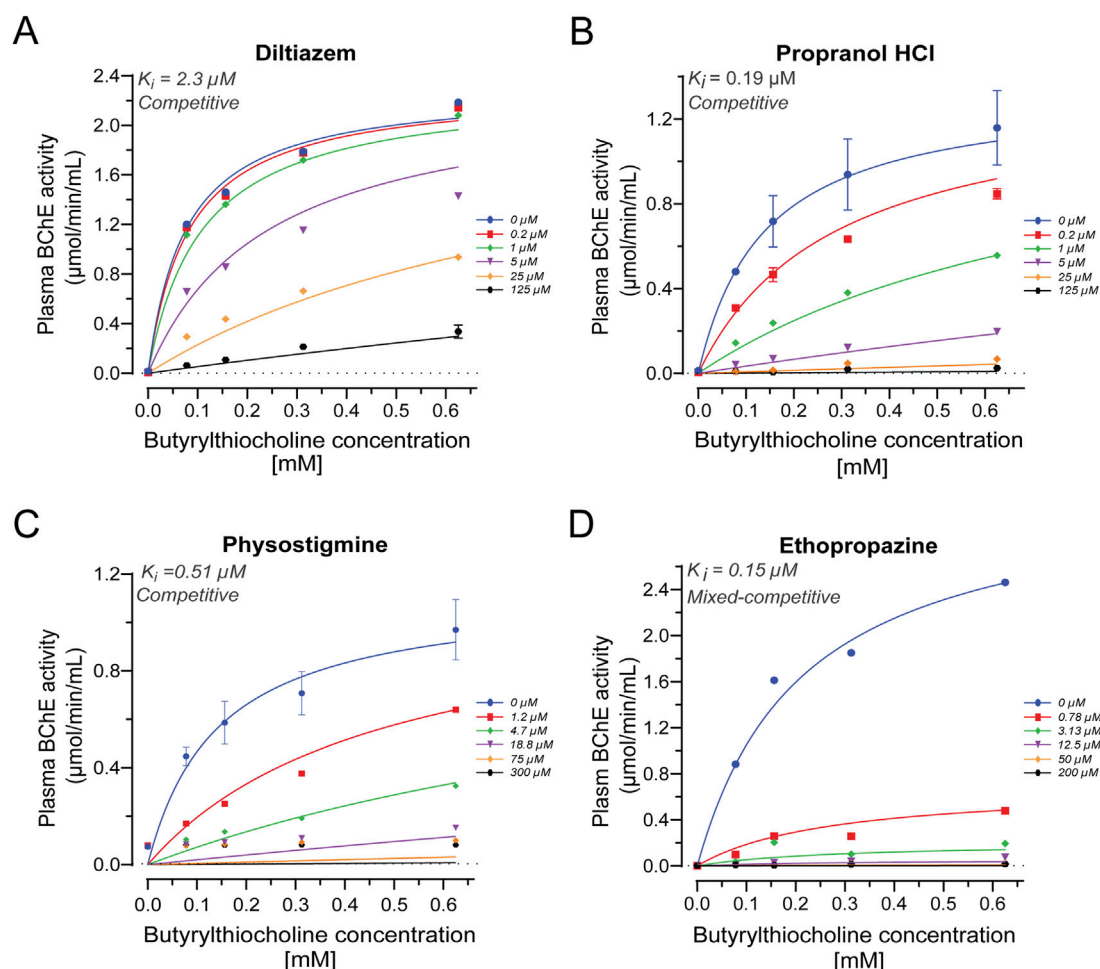 A
Diltiazem
Ki = 2.3 µM
Competitive
Plasma BChE activity
(µmol/min/mL)
2.4
2.0
1.6
1.2
0.8
0.4
0.0
0.0 0.1 0.2 0.3 0.4 0.5 0.6
Butyrylthiocholine concentration
[mM]
0 µM
0.2 µM
1 µM
5 µM
25 µM
125 µM
B
Propranol HCl
Ki = 0.19 µM
Competitive
Plasma BChE activity
(µmol/min/mL)
1.2
0.8
0.4
0.0
0.0 0.1 0.2 0.3 0.4 0.5 0.6
Butyrylthiocholine concentration
[mM]
0 µM
0.2 µM
1 µM
5 µM
25 µM
125 µM
C
Physostigmine
Ki =0.51 µM
Competitive
Plasma BChE activity
(µmol/min/mL)
1.2
0.8
0.4
0.0
0.0 0.1 0.2 0.3 0.4 0.5 0.6
Butyrylthiocholine concentration
[mM]
0 µM
1.2 µM
4.7 µM
18.8 µM
75 µM
300 µM
D
Ethopropazine
Ki = 0.15 µM
Mixed-competitive
Plasm BChE activity
(µmol/min/mL)
2.4
2.0
1.6
1.2
0.8
0.4
0.0
0.0 0.1 0.2 0.3 0.4 0.5 0.6
Butyrylthiocholine concentration
[mM]
0 µM
0.78 µM
3.13 µM
12.5 µM
50 µM
200 µM